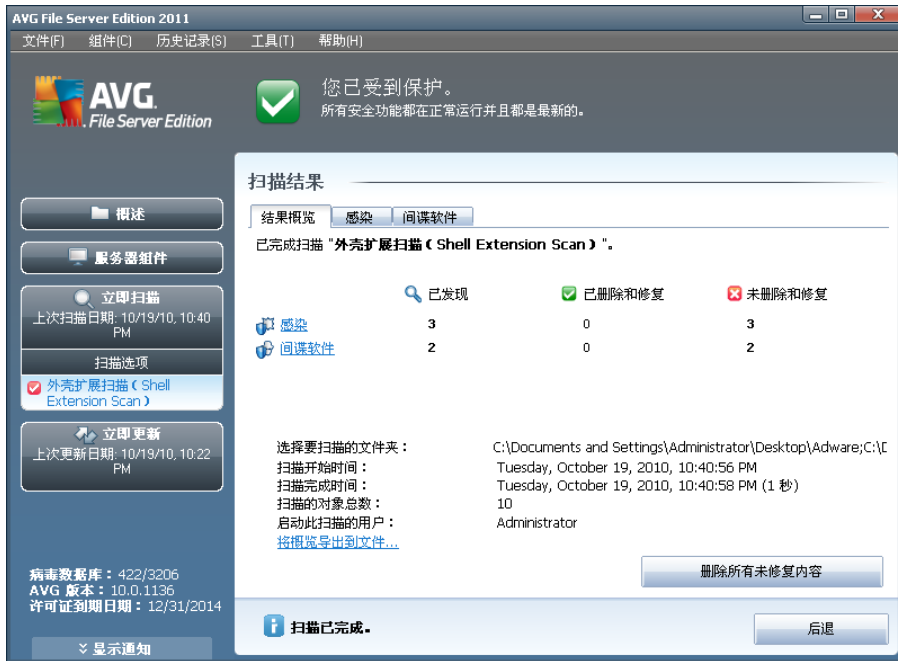 AVG File Server Edition 2011
文件(F) 组件(C) 历史记录(S) 工具(T) 帮助(H)
AVG.
File Server Edition
您已受到保护。
所有安全功能都在正常运行并且都是最新的。
概述
服务器组件
立即扫描
上次扫描日期: 10/19/10, 10:40
PM
扫描选项
外壳扩展扫描（Shell
Extension Scan）
立即更新
上次更新日期: 10/19/10, 10:22
PM
病毒数据库：422/3206
AVG 版本：10.0.1136
许可证到期日期：12/31/2014
显示通知
扫描结果
结果概览 感染 间谍软件
已完成扫描 "外壳扩展扫描（Shell Extension Scan）"。
已发现 已删除和修复 未删除和修复
感染 3 0 3
间谍软件 2 0 2
选择要扫描的文件夹： C:\Documents and Settings\Administrator\Desktop\Adware;C:\D
扫描开始时间： Tuesday, October 19, 2010, 10:40:56 PM
扫描完成时间： Tuesday, October 19, 2010, 10:40:58 PM (1 秒)
扫描的对象总数： 10
启动此扫描的用户： Administrator
将概览导出到文件...
删除所有未修复内容
扫描已完成。
后退